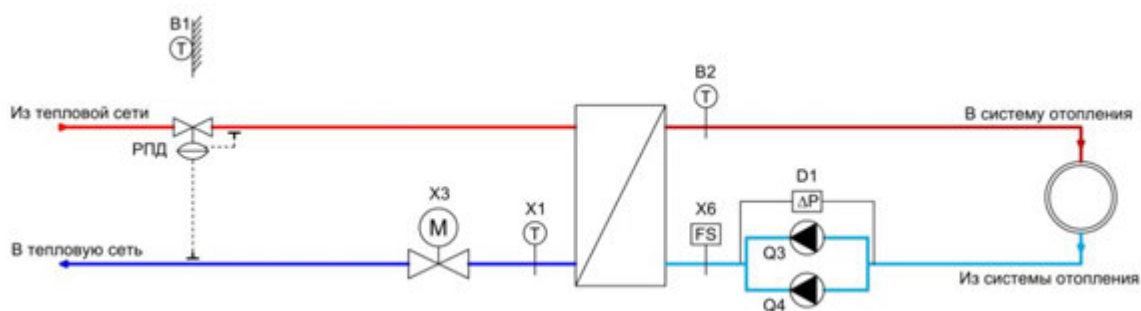 B1
T
Из тепловой сети
РПД
B2
T
В систему отопления
D1
ΔP
X3
M
X1
T
X6
FS
Q3
Q4
В тепловую сеть
Из системы отопления